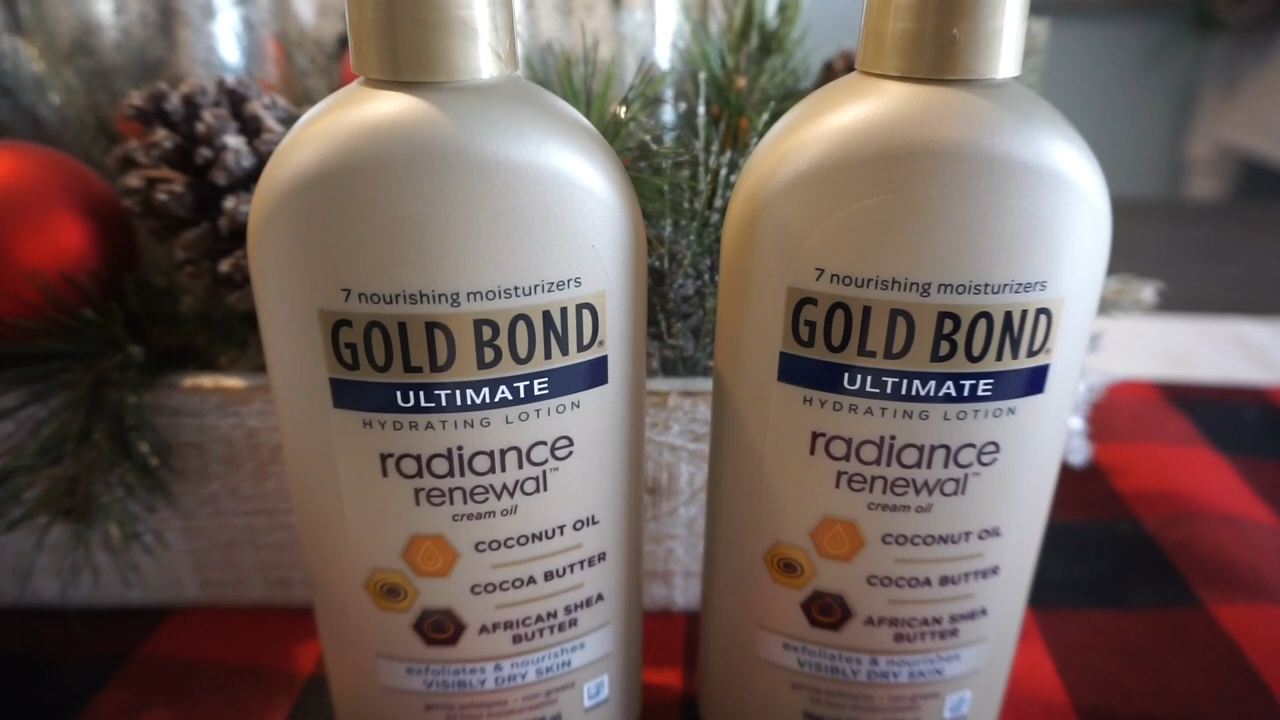 7 nourishing moisturizers
GOLD BOND®
ULTIMATE
HYDRATING LOTION
radiance
renewal™
cream oil
COCONUT OIL
COCOA BUTTER
AFRICAN SHEA
BUTTER
exfoliates & nourishes
VISIBLY DRY SKIN
7 nourishing moisturizers
GOLD BOND®
ULTIMATE
HYDRATING LOTION
radiance
renewal™
cream oil
COCONUT OIL
COCOA BUTTER
AFRICAN SHEA
BUTTER
exfoliates & nourishes
VISIBLY DRY SKIN